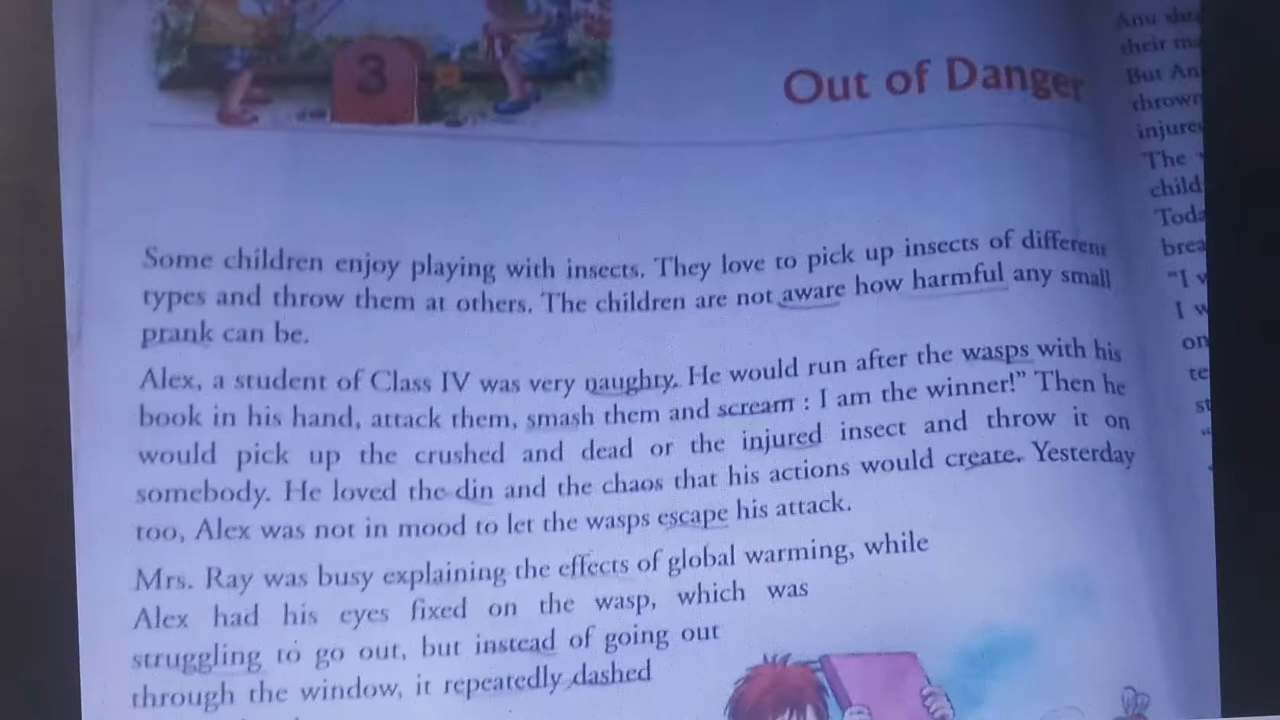 3
Out of Danger
Some children enjoy playing with insects. They love to pick up insects of different
types and throw them at others. The children are not aware how harmful any small
prank can be.
Alex, a student of Class IV was very naughty. He would run after the wasps with his
book in his hand, attack them, smash them and scream : I am the winner!” Then he
would pick up the crushed and dead or the injured insect and throw it on
somebody. He loved the din and the chaos that his actions would create. Yesterday
too, Alex was not in mood to let the wasps escape his attack.
Mrs. Ray was busy explaining the effects of global warming, while
Alex had his eyes fixed on the wasp, which was
struggling to go out, but instead of going out
through the window, it repeatedly dashed
Anu
their
But
thrown
The
“I
I
on